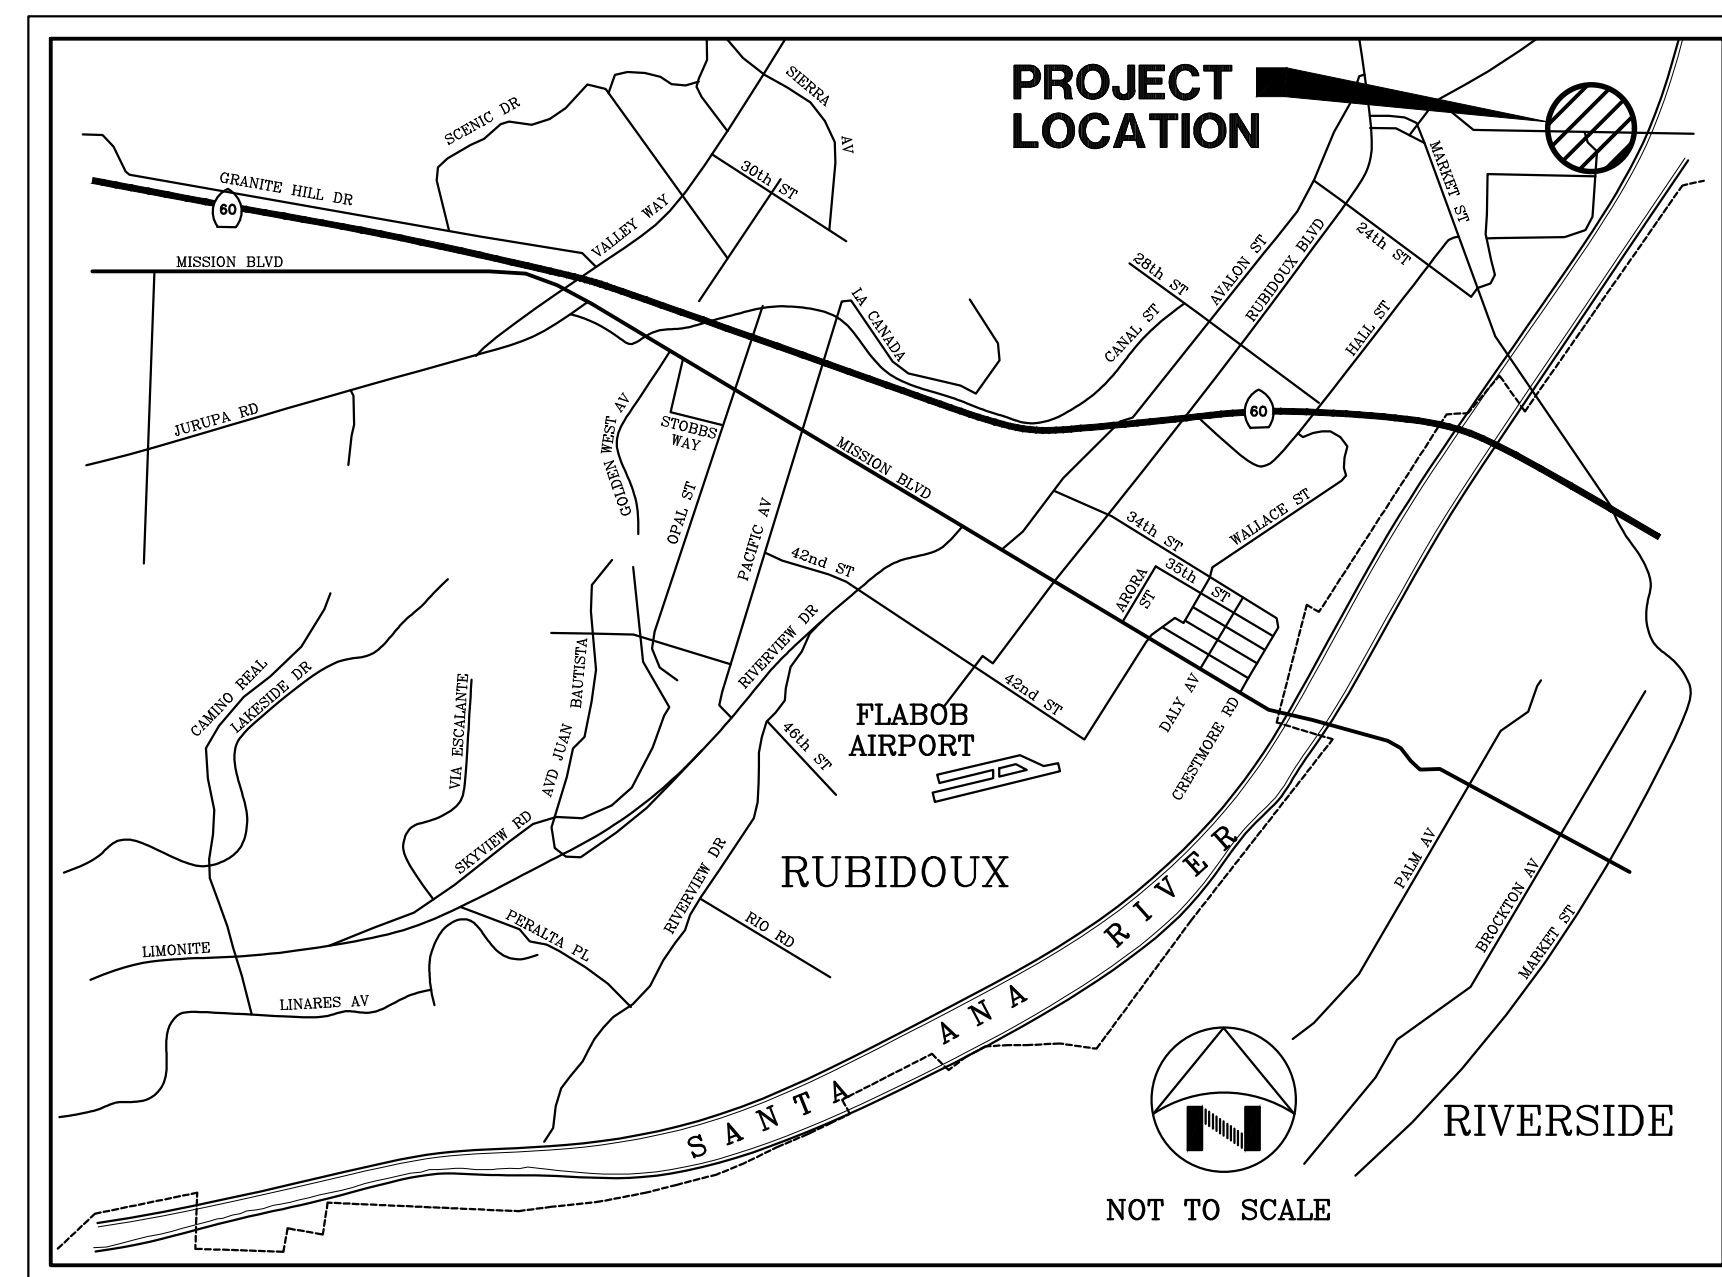 PROJECT
LOCATION
SIERRA AV
SCENIC DR
30th ST
MARKET ST
GRANITE HILL DR
60
VALLEY WAY
MISSION BLVD
24th ST
28th ST
AVALON ST
RUBIDOUX BLVD
LA CANADA
CANAL ST
HALL ST
60
JURUPA RD
GOLDEN WEST AV
STOBBS
WAY
MISSION BLVD
OPAL ST
PACIFIC AV
34th ST
WALLACE ST
42nd ST
35th ST
ARORA
ST
RIVERVIEW DR
CAMINO REAL
LAKESIDE DR
VIA ESCALANTE
AVD JUAN BAUTISTA
42nd ST
DALY AV
CRESTMORE RD
46th ST
FLABOB
AIRPORT
SKYVIEW RD
RUBIDOUX
RIVERVIEW DR
PALM AV
BROCKTON AV
MARKET ST
PERALTA PL
RIO RD
LIMONITE
LINARES AV
SANTA ANA RIVER
N
RIVERSIDE
NOT TO SCALE